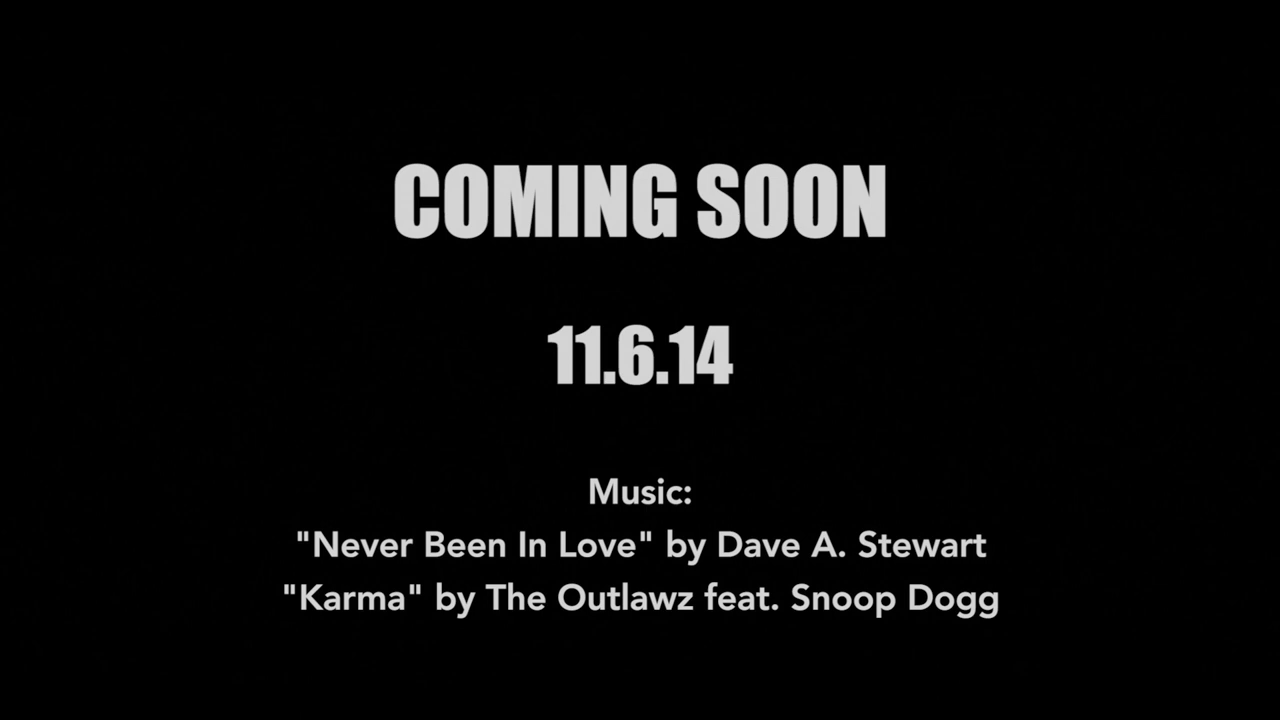 COMING SOON
11.6.14
Music:
"Never Been In Love" by Dave A. Stewart
"Karma" by The Outlawz feat. Snoop Dogg